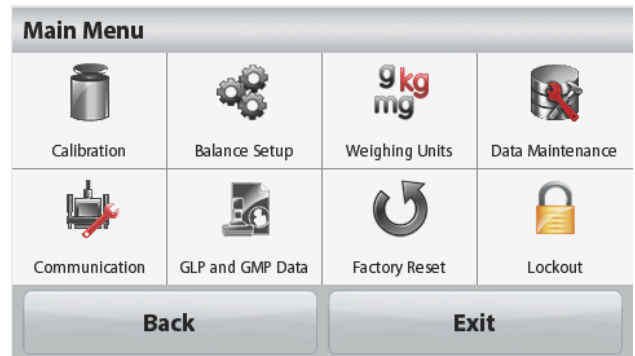 Main Menu
g kg
mg
Calibration
Balance Setup
Weighing Units
Data Maintenance
Communication
GLP and GMP Data
Factory Reset
Lockout
Back
Exit